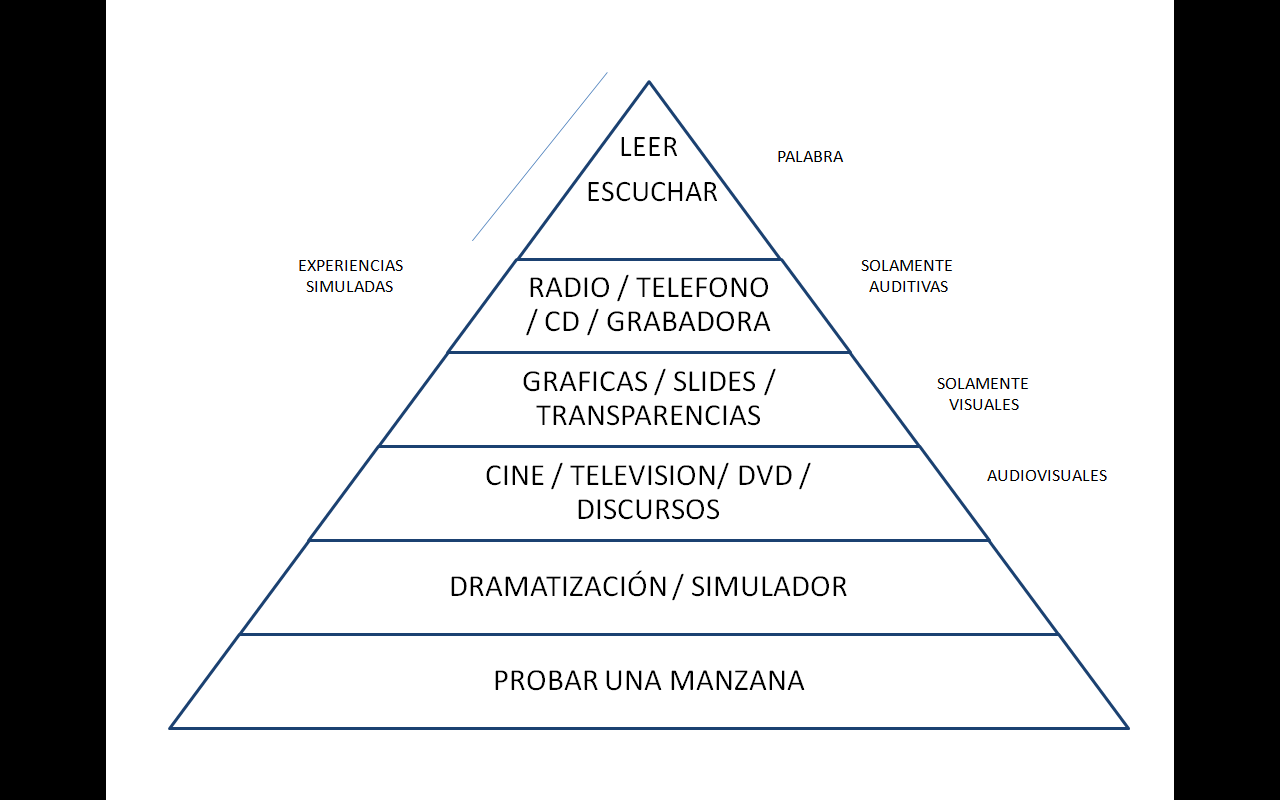 LEER
ESCUCHAR
PALABRA
EXPERIENCIAS
SIMULADAS
RADIO / TELEFONO
/ CD / GRABADORA
SOLAMENTE
AUDITIVAS
GRAFICAS / SLIDES /
TRANSPARENCIAS
SOLAMENTE
VISUALES
CINE / TELEVISION/ DVD /
DISCURSOS
AUDIOVISUALES
DRAMATIZACIÓN / SIMULADOR
PROBAR UNA MANZANA